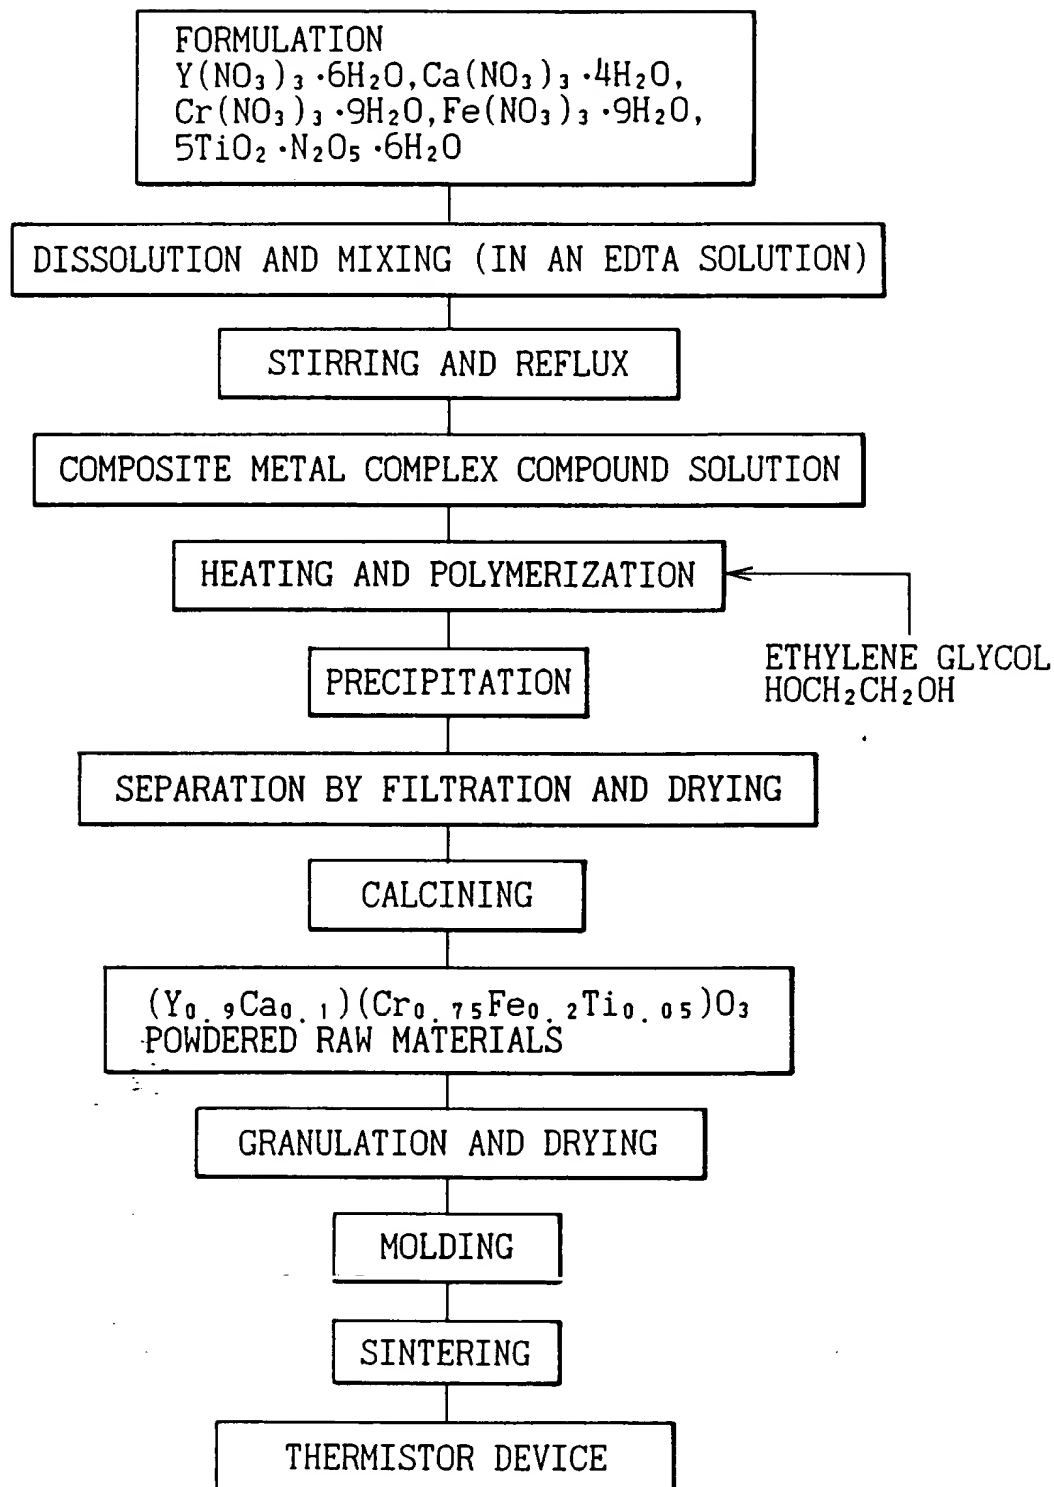 FORMULATION
Y(NO₃)₃·6H₂O,Ca(NO₃)₃·4H₂O,
Cr(NO₃)₃·9H₂O,Fe(NO₃)₃·9H₂O,
5TiO₂·N₂O₅·6H₂O
DISSOLUTION AND MIXING (IN AN EDTA SOLUTION)
STIRRING AND REFLUX
COMPOSITE METAL COMPLEX COMPOUND SOLUTION
HEATING AND POLYMERIZATION
ETHYLENE GLYCOL
HOCH₂CH₂OH
PRECIPITATION
SEPARATION BY FILTRATION AND DRYING
CALCINING
(Y₀.₉Ca₀.₁)(Cr₀.₇₅Fe₀.₂Ti₀.₀₅)O₃
POWDERED RAW MATERIALS
GRANULATION AND DRYING
MOLDING
SINTERING
THERMISTOR DEVICE